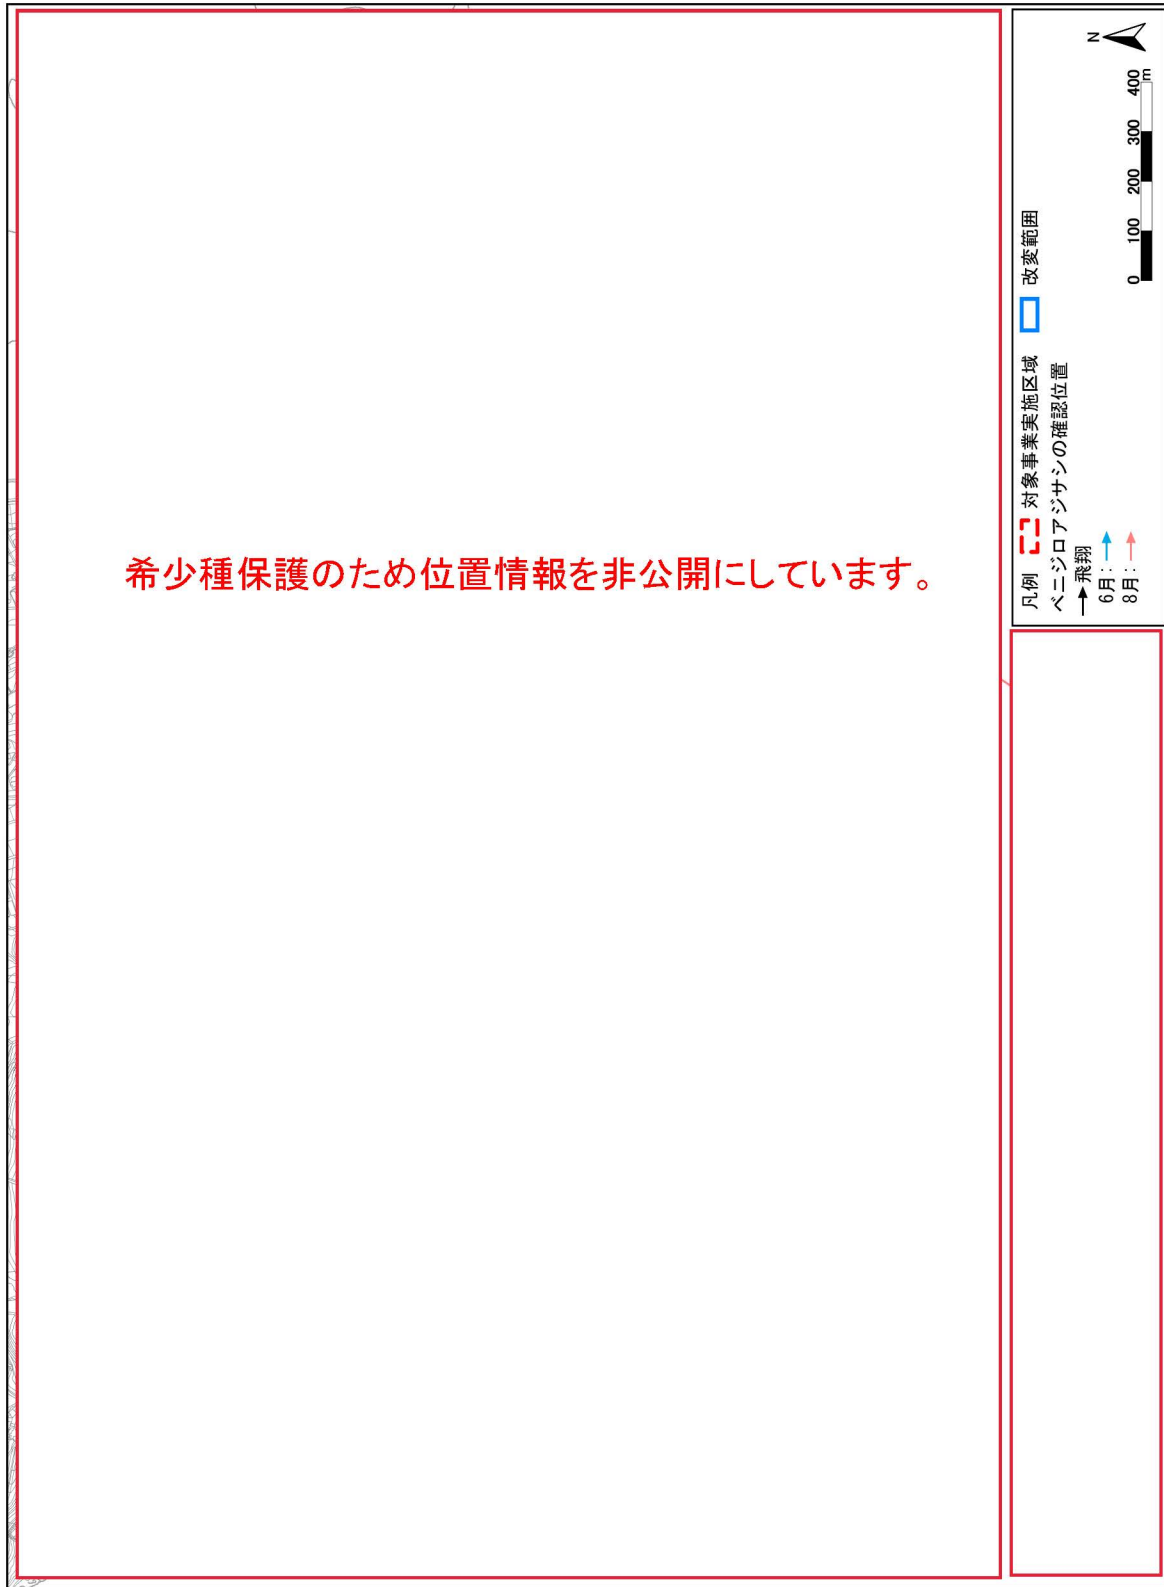 希少種保護のため位置情報を非公開にしています。
凡例 対象事業実施区域 改変範囲
ベニジロアジサシの確認位置
飛翔
6月：
8月：
0 100 200 300 400
m
N